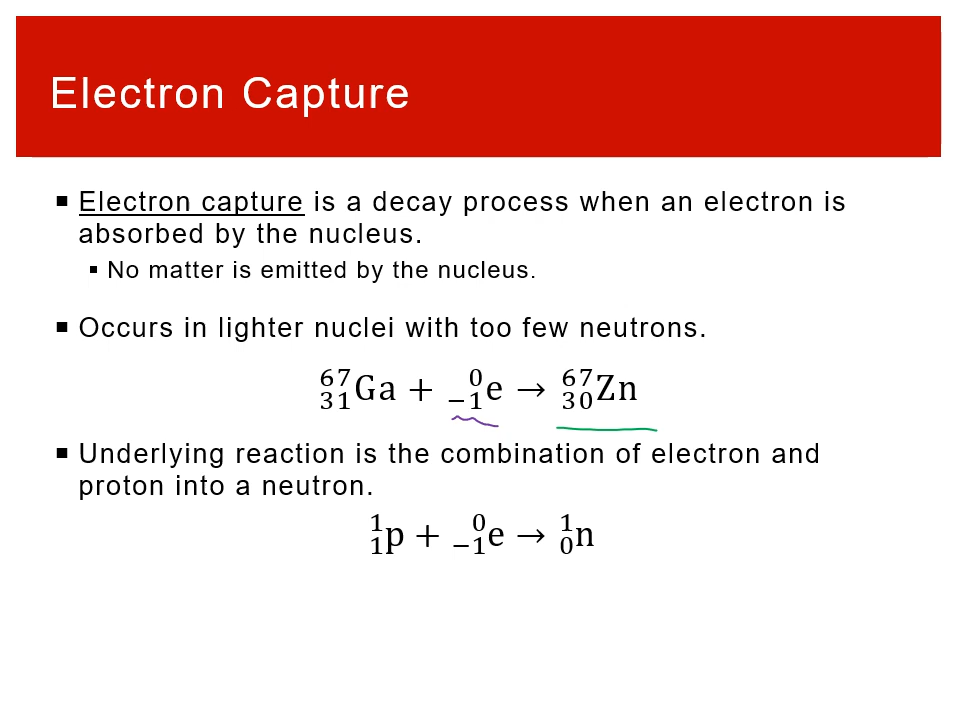 Electron Capture
▪ Electron capture is a decay process when an electron is
absorbed by the nucleus.
▪ No matter is emitted by the nucleus.
▪ Occurs in lighter nuclei with too few neutrons.
⁶⁷₃₁Ga + ⁰₋₁e → ⁶⁷₃₀Zn
▪ Underlying reaction is the combination of electron and
proton into a neutron.
¹₁p + ⁰₋₁e → ¹₀n